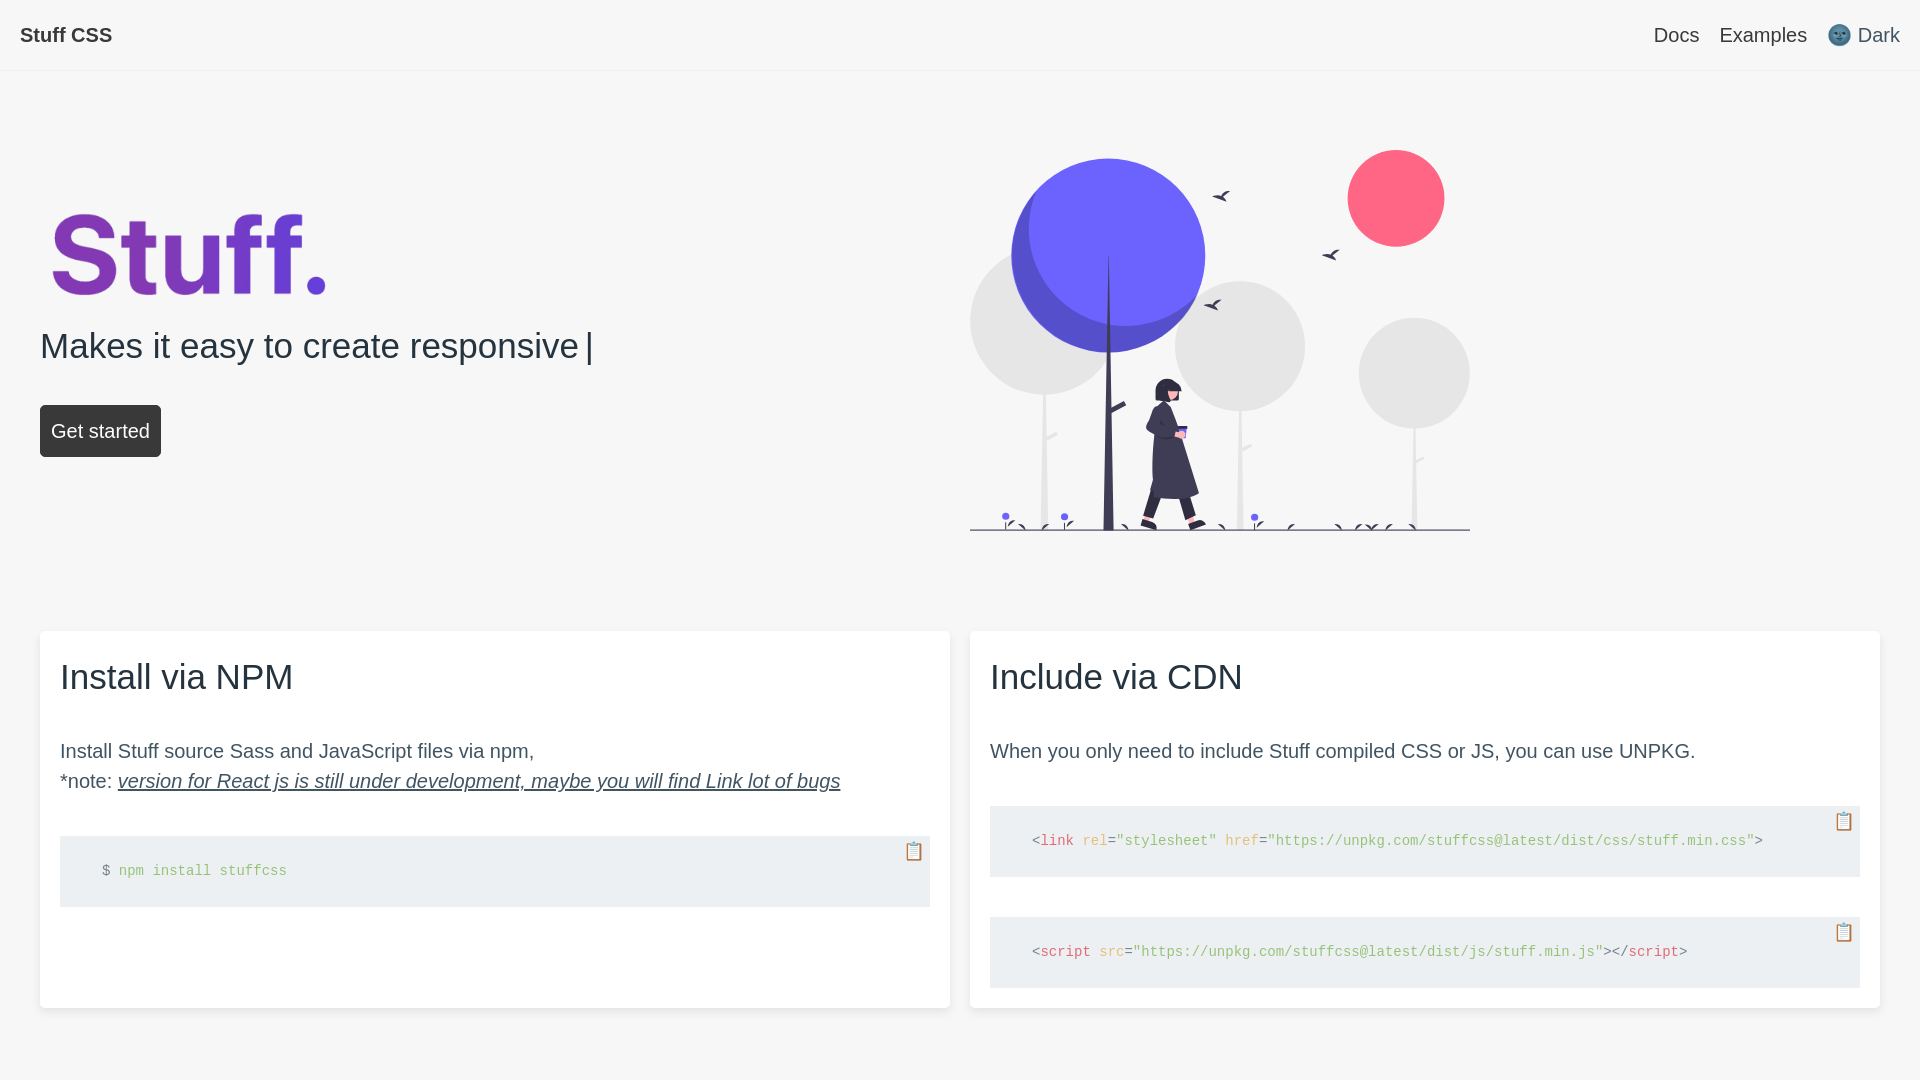 Stuff CSS
Docs
Examples
🌚 Dark
Stuff.
Makes it easy to create responsive|
Get started
Install via NPM
Install Stuff source Sass and JavaScript files via npm,
*note: version for React js is still under development, maybe you will find Link lot of bugs
$ npm install stuffcss
Include via CDN
When you only need to include Stuff compiled CSS or JS, you can use UNPKG.
<link rel="stylesheet" href="https://unpkg.com/stuffcss@latest/dist/css/stuff.min.css">
<script src="https://unpkg.com/stuffcss@latest/dist/js/stuff.min.js"></script>